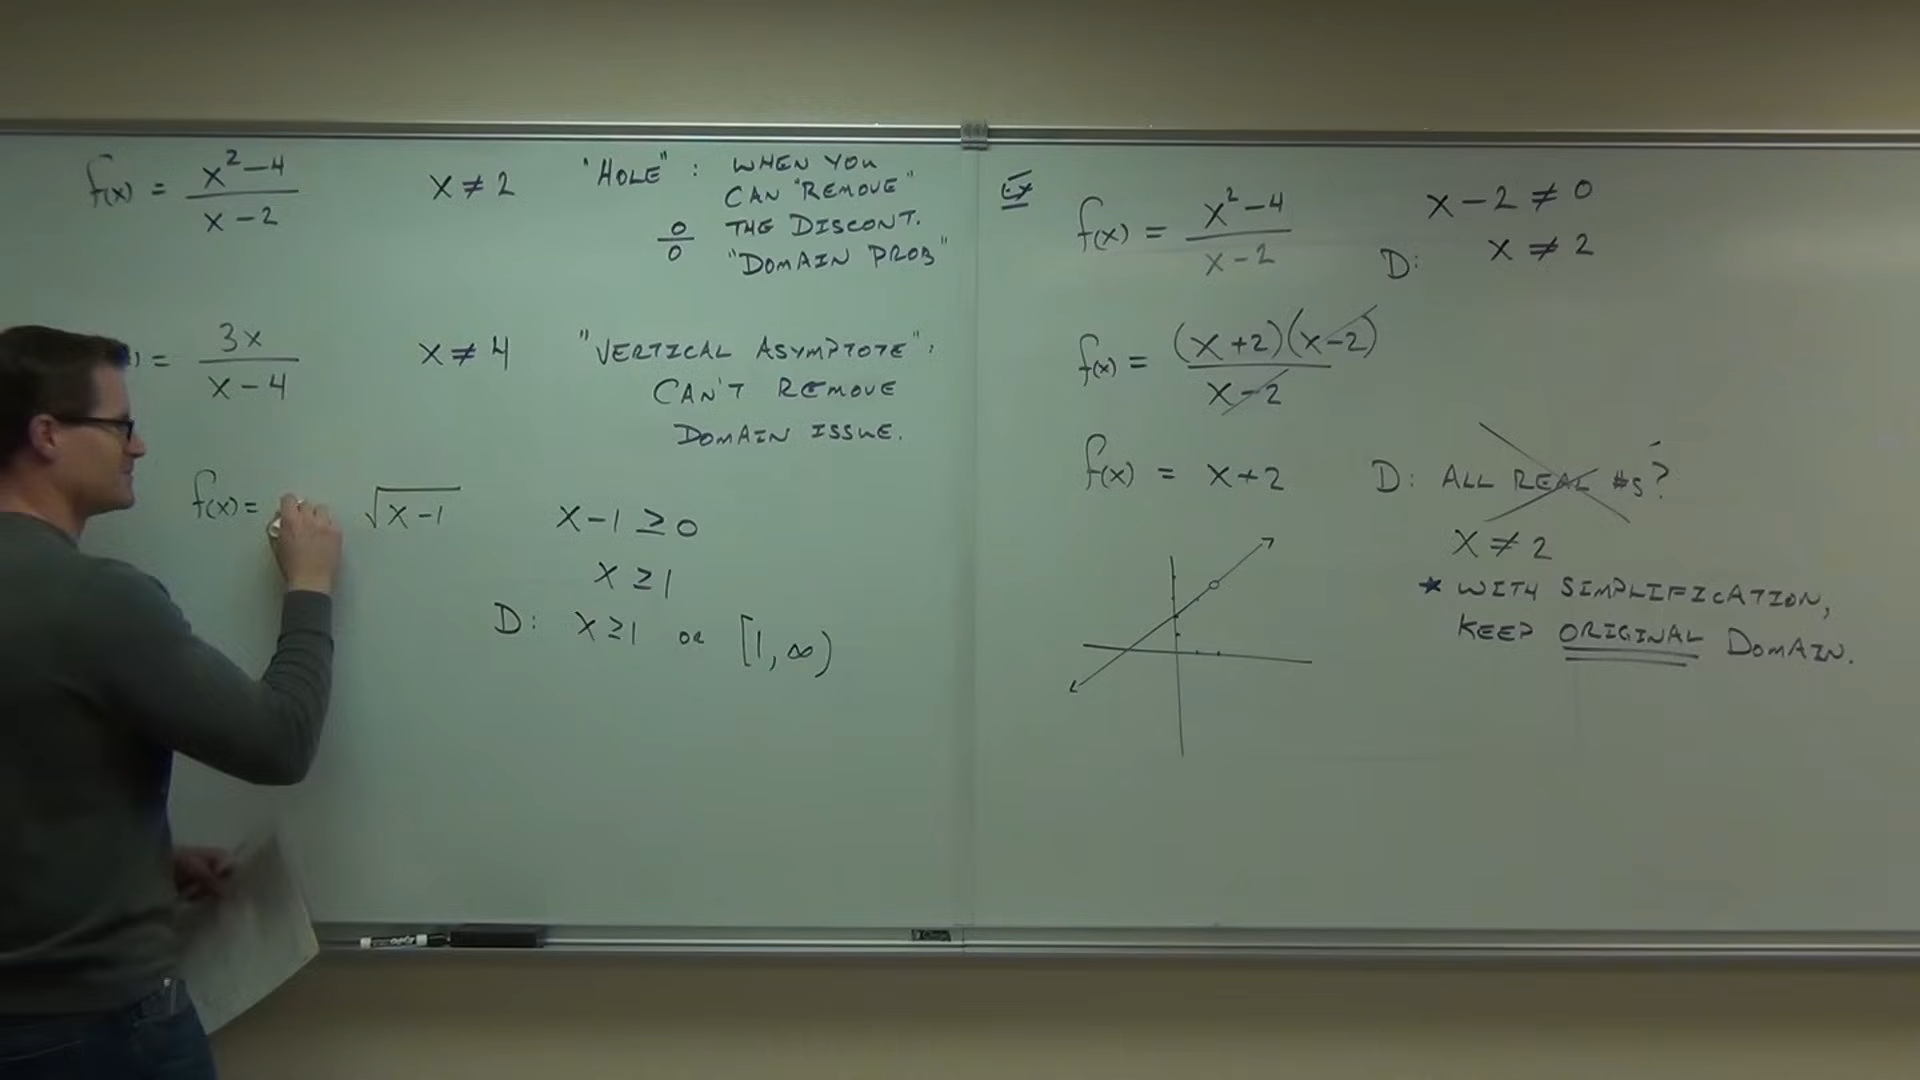 f(x) = x² - 4 / x - 2
x ≠ 2
"HOLE" : WHEN YOU
CAN "REMOVE"
0/0 THE DISCONT.
"DOMAIN PROB"
) = 3x / x - 4
x ≠ 4
"VERTICAL ASYMPTOTE" :
CAN'T REMOVE
DOMAIN ISSUE.
f(x) = √x - 1
x - 1 ≥ 0
x ≥ 1
D: x ≥ 1 or [1, ∞)
EX
f(x) = x² - 4 / x - 2
x - 2 ≠ 0
D: x ≠ 2
f(x) = (x + 2)(x - 2) / x - 2
f(x) = x + 2
D: ALL REAL #s?
x ≠ 2
* WITH SIMPLIFICATION,
KEEP ORIGINAL DOMAIN.